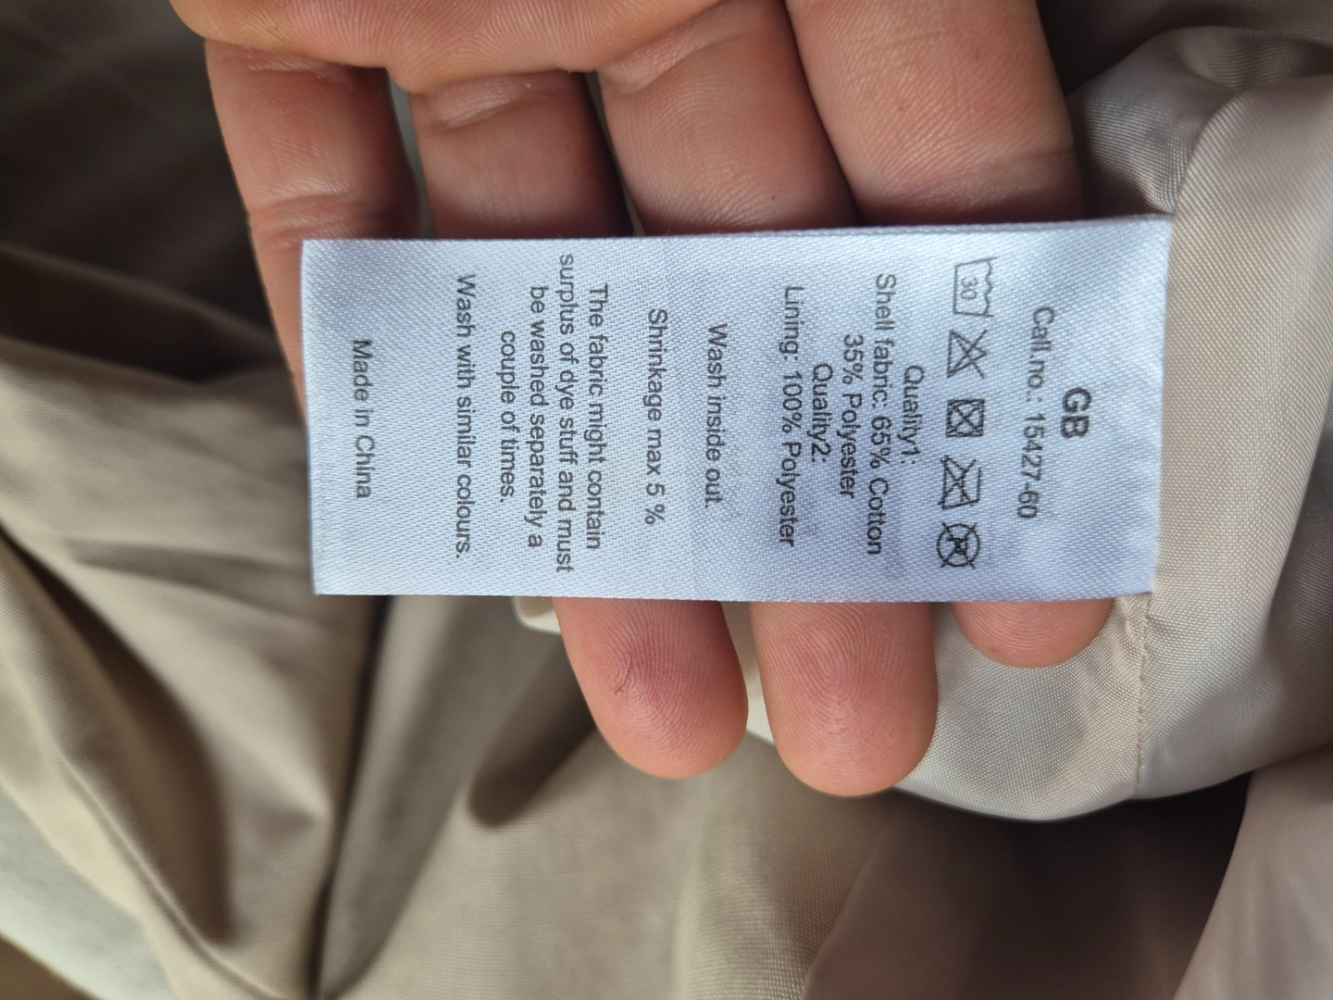 GB
Call.no.: 15427-60
30
P
Quality1:
Shell fabric: 65% Cotton
35% Polyester
Quality2:
Lining: 100% Polyester
Wash inside out.
Shrinkage max 5 %
The fabric might contain
surplus of dye stuff and must
be washed separately a
couple of times.
Wash with similar colours.
Made in China